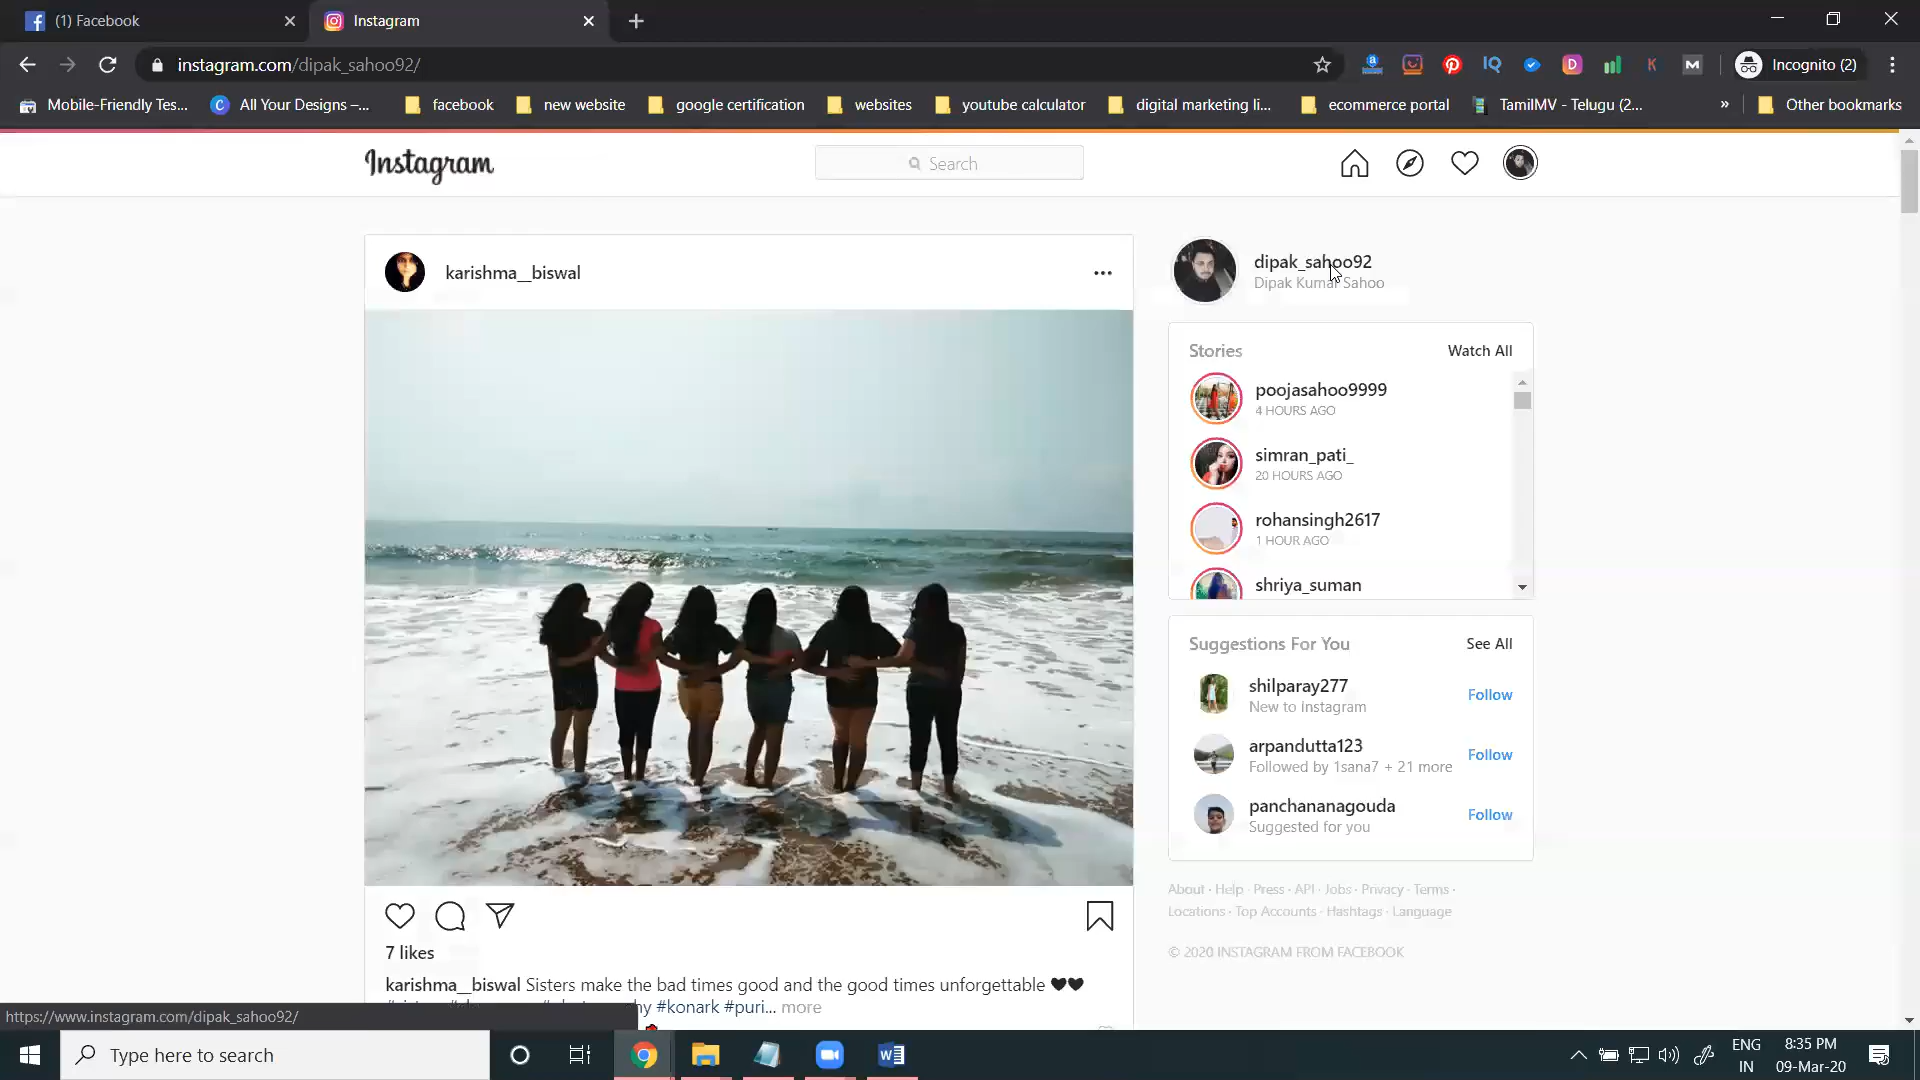 (1) Facebook
Instagram
instagram.com/dipak_sahoo92/
Incognito (2)
Mobile-Friendly Tes...
All Your Designs –...
facebook
new website
google certification
websites
youtube calculator
digital marketing li...
ecommerce portal
TamilMV - Telugu (2...
»
Other bookmarks
Instagram
Search
karishma__biswal
dipak_sahoo92
Dipak Kumar Sahoo
Stories
Watch All
poojasahoo9999
4 HOURS AGO
simran_pati_
20 HOURS AGO
rohansingh2617
1 HOUR AGO
shriya_suman
Suggestions For You
See All
shilparay277
Follow
New to Instagram
arpandutta123
Follow
Followed by 1sana7 + 21 more
panchananagouda
Follow
Suggested for you
About · Help · Press · API · Jobs · Privacy · Terms ·
Locations · Top Accounts · Hashtags · Language
© 2020 INSTAGRAM FROM FACEBOOK
7 likes
karishma__biswal Sisters make the bad times good and the good times unforgettable 🖤🖤
#konark #puri... more
https://www.instagram.com/dipak_sahoo92/
Type here to search
ENG
IN
8:35 PM
09-Mar-20